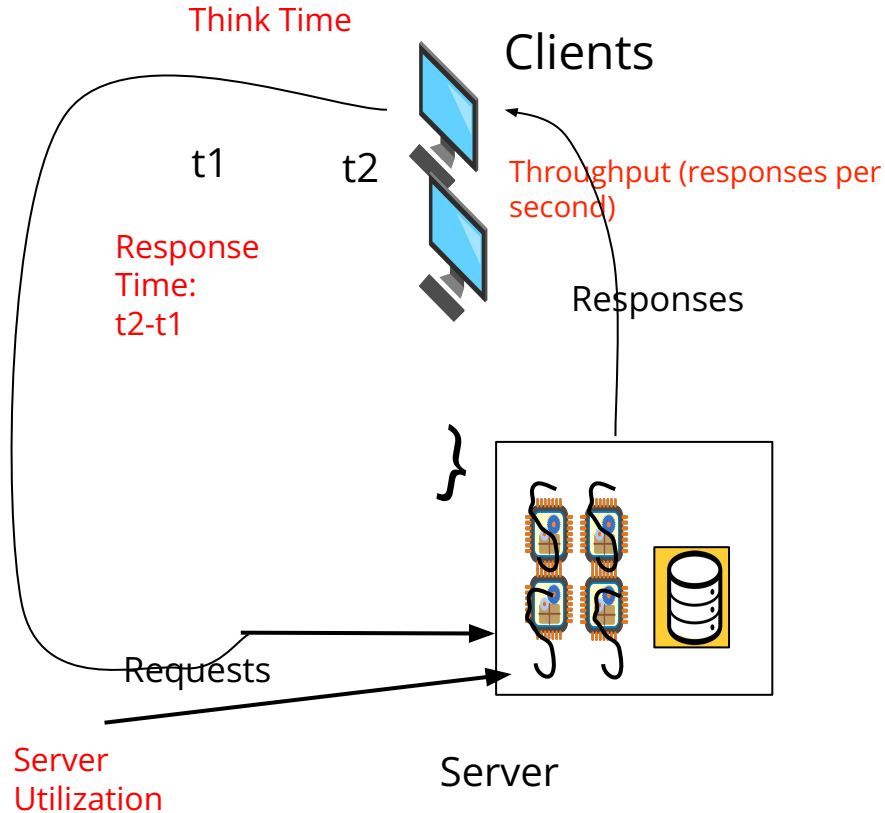 Think Time
Clients
t1
t2
Throughput (responses per
second)
Response
Time:
t2-t1
Responses
}
Requests
Server
Utilization
Server